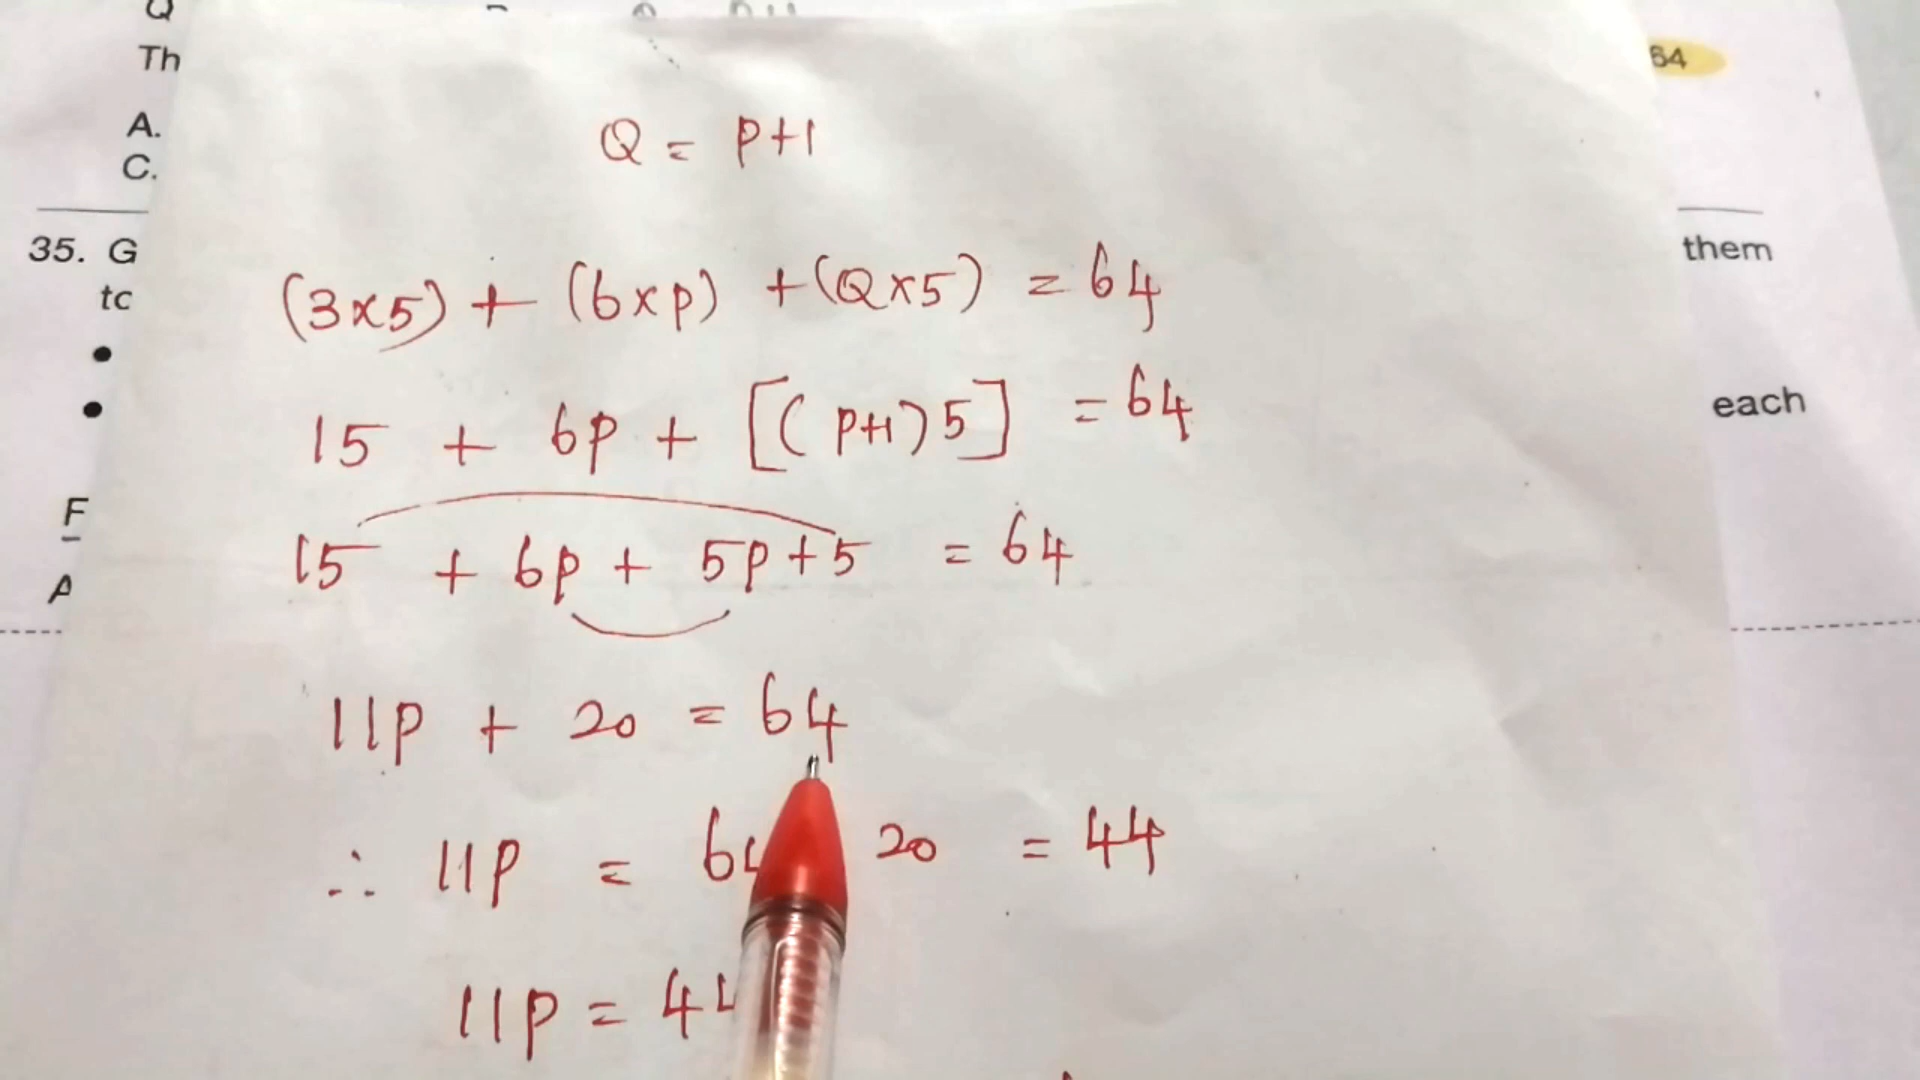 Q
Th
64
A.
C.
Q = P+1
35. G
tc
them
(3×5) + (6×p) + (Q×5) = 64
each
15 + 6p + [(P+1)5] = 64
F
15 + 6p + 5p+5 = 64
A
11p + 20 = 64
∴ 11p = 64 20 = 44
11p = 44